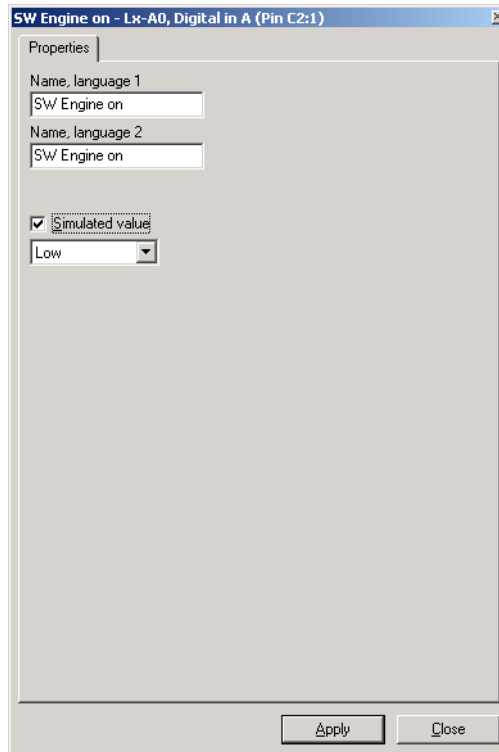 SW Engine on - Lx-A0, Digital in A (Pin C2:1)
Properties
Name, language 1
SW Engine on
Name, language 2
SW Engine on
Simulated value
Low
Apply Close